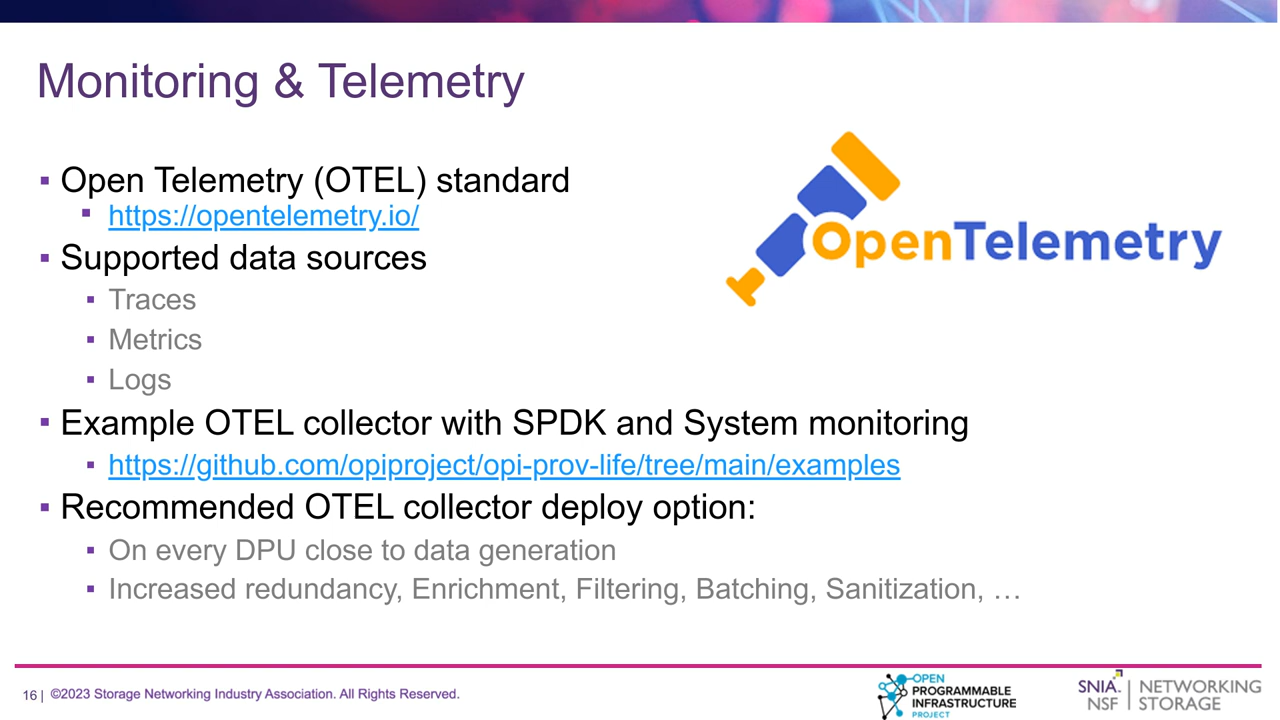 Monitoring & Telemetry
▪ Open Telemetry (OTEL) standard
▪ https://opentelemetry.io/
▪ Supported data sources
▪ Traces
▪ Metrics
▪ Logs
▪ Example OTEL collector with SPDK and System monitoring
▪ https://github.com/opiproject/opi-prov-life/tree/main/examples
▪ Recommended OTEL collector deploy option:
▪ On every DPU close to data generation
▪ Increased redundancy, Enrichment, Filtering, Batching, Sanitization, …
OpenTelemetry
16 | ©2023 Storage Networking Industry Association. All Rights Reserved.
OPEN
PROGRAMMABLE
INFRASTRUCTURE
PROJECT
SNIA. | NETWORKING
NSF | STORAGE